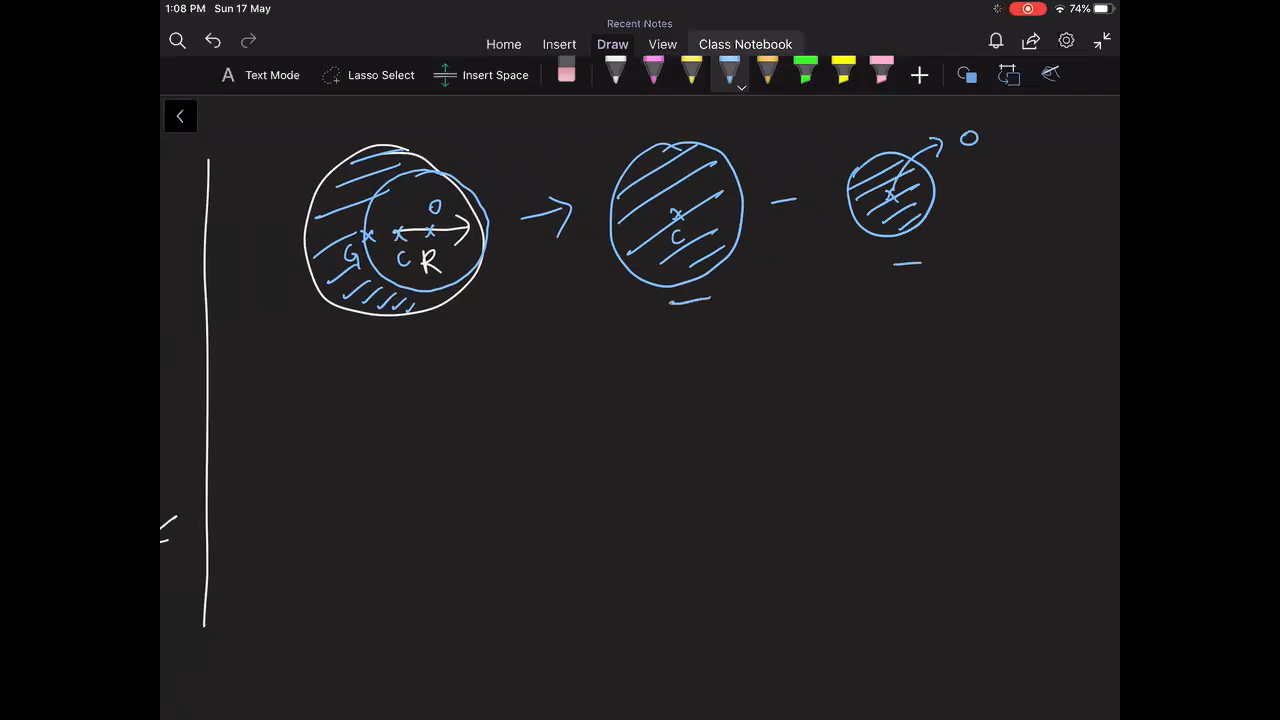 1:08 PM Sun 17 May
74%
Recent Notes
Home Insert Draw View Class Notebook
A Text Mode Lasso Select Insert Space
O
O
G C R
C